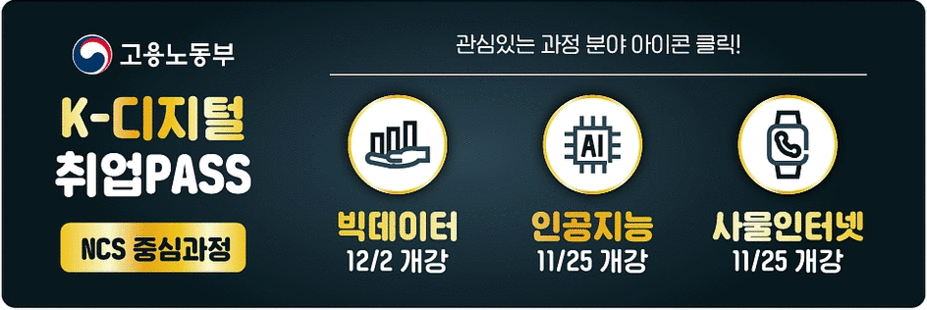 고용노동부
K-디지털
취업PASS
NCS 중심과정
관심있는 과정 분야 아이콘 클릭!
AI
빅데이터
12/2 개강
인공지능
11/25 개강
사물인터넷
11/25 개강